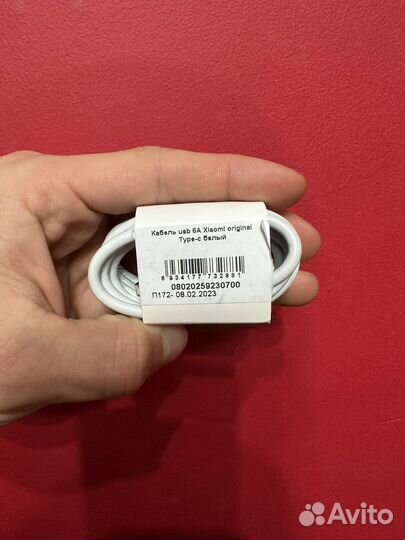 Кабель usb 6A Xiaomi original
Type-c белый
6 934177 732881
08020259230700
П172- 08.02.2023
Avito